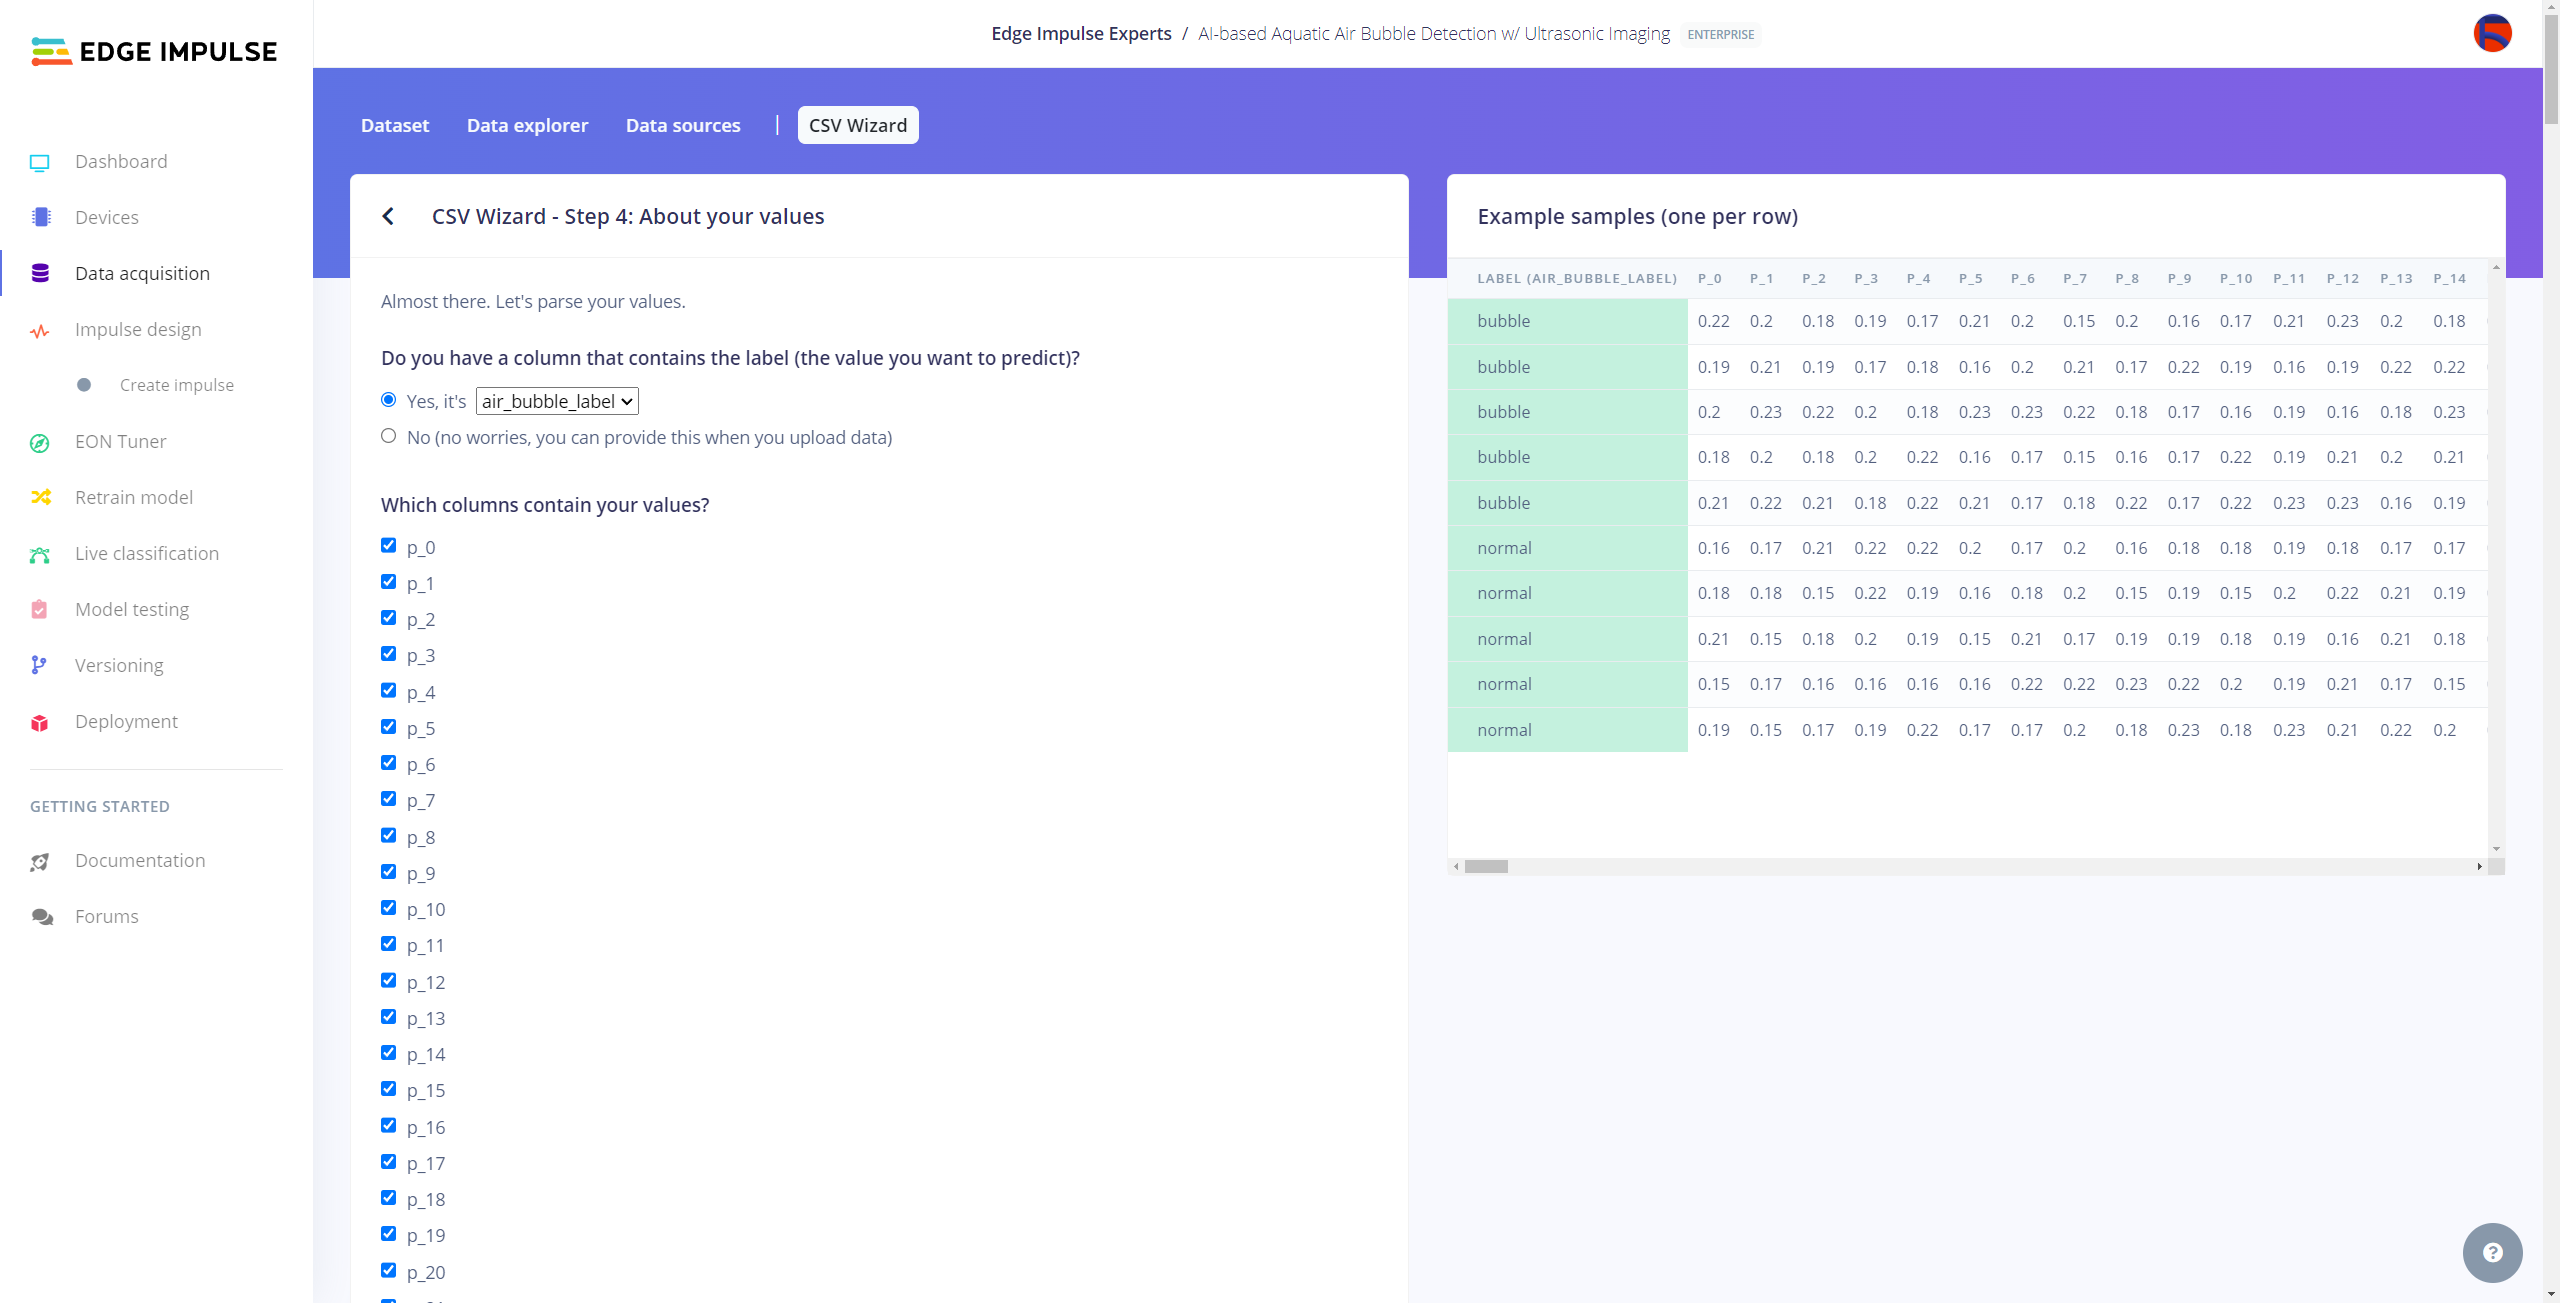 EDGE IMPULSE
Edge Impulse Experts / AI-based Aquatic Air Bubble Detection w/ Ultrasonic Imaging ENTERPRISE
Dashboard
Devices
Data acquisition
Impulse design
Create impulse
EON Tuner
Retrain model
Live classification
Model testing
Versioning
Deployment
GETTING STARTED
Documentation
Forums
Dataset Data explorer Data sources | CSV Wizard
CSV Wizard - Step 4: About your values
Almost there. Let's parse your values.
Do you have a column that contains the label (the value you want to predict)?
Yes, it's air_bubble_label
No (no worries, you can provide this when you upload data)
Which columns contain your values?
p_0
p_1
p_2
p_3
p_4
p_5
p_6
p_7
p_8
p_9
p_10
p_11
p_12
p_13
p_14
p_15
p_16
p_17
p_18
p_19
p_20
Example samples (one per row)
LABEL (AIR_BUBBLE_LABEL) P_0 P_1 P_2 P_3 P_4 P_5 P_6 P_7 P_8 P_9 P_10 P_11 P_12 P_13 P_14
bubble 0.22 0.2 0.18 0.19 0.17 0.21 0.2 0.15 0.2 0.16 0.17 0.21 0.23 0.2 0.18
bubble 0.19 0.21 0.19 0.17 0.18 0.16 0.2 0.21 0.17 0.22 0.19 0.16 0.19 0.22 0.22
bubble 0.2 0.23 0.22 0.2 0.18 0.23 0.23 0.22 0.18 0.17 0.16 0.19 0.16 0.18 0.23
bubble 0.18 0.2 0.18 0.2 0.22 0.16 0.17 0.15 0.16 0.17 0.22 0.19 0.21 0.2 0.21
bubble 0.21 0.22 0.21 0.18 0.22 0.21 0.17 0.18 0.22 0.17 0.22 0.23 0.23 0.16 0.19
normal 0.16 0.17 0.21 0.22 0.22 0.2 0.17 0.2 0.16 0.18 0.18 0.19 0.18 0.17 0.17
normal 0.18 0.18 0.15 0.22 0.19 0.16 0.18 0.2 0.15 0.19 0.15 0.2 0.22 0.21 0.19
normal 0.21 0.15 0.18 0.2 0.19 0.15 0.21 0.17 0.19 0.19 0.18 0.19 0.16 0.21 0.18
normal 0.15 0.17 0.16 0.16 0.16 0.16 0.22 0.22 0.23 0.22 0.2 0.19 0.21 0.17 0.15
normal 0.19 0.15 0.17 0.19 0.22 0.17 0.17 0.2 0.18 0.23 0.18 0.23 0.21 0.22 0.2
?